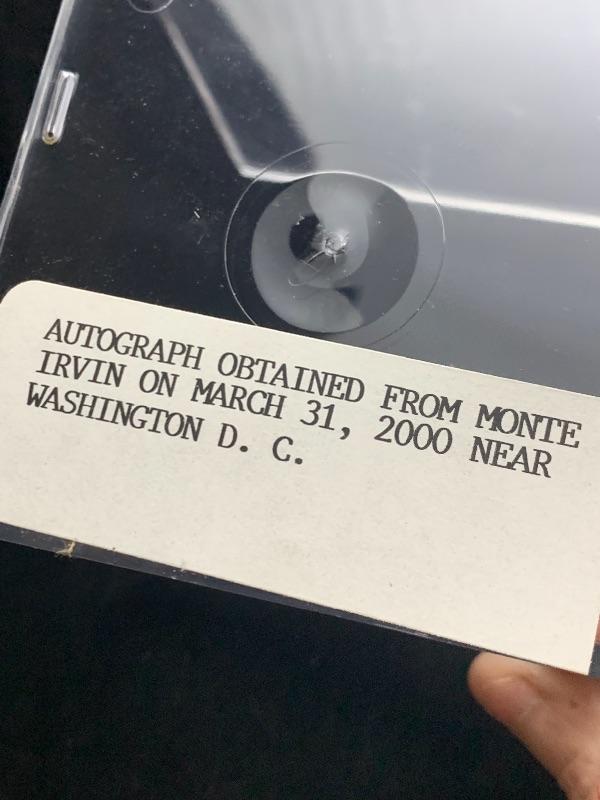 AUTOGRAPH OBTAINED FROM MONTE
IRVIN ON MARCH 31, 2000 NEAR
WASHINGTON D. C.